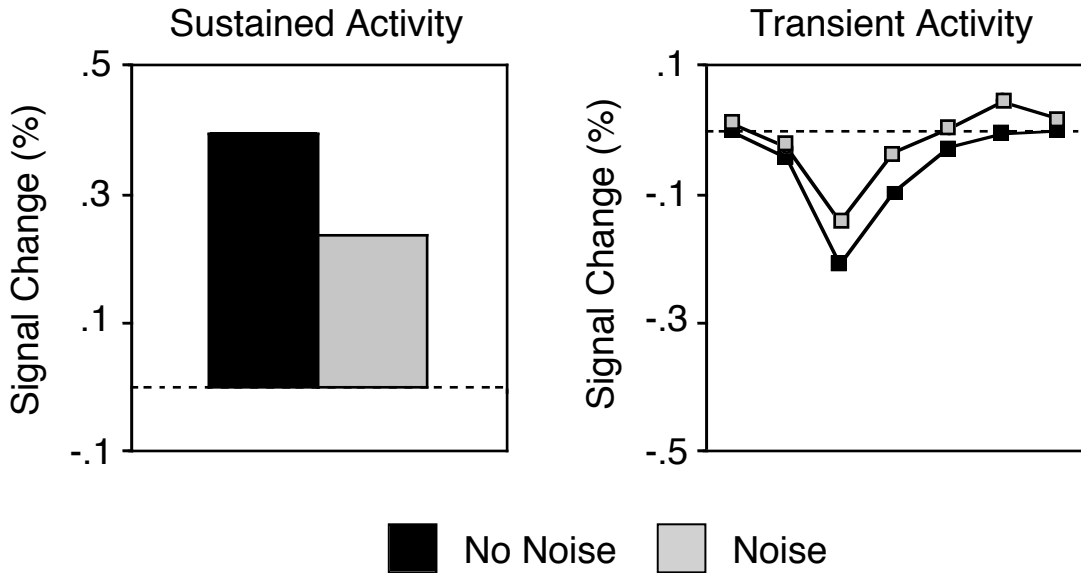 Sustained Activity
Signal Change (%)
.5
.3
.1
-.1
Transient Activity
Signal Change (%)
.1
-.1
-.3
-.5
No Noise
Noise